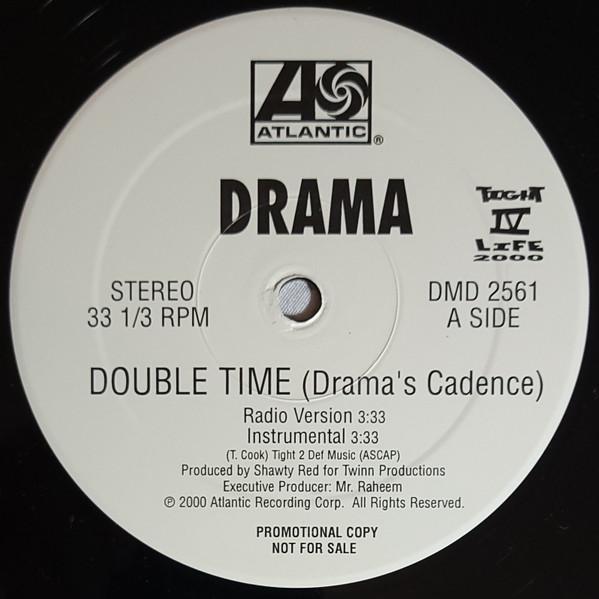 ATLANTIC®
DRAMA
TIGHT
IV
LIFE
2000
STEREO
33 1/3 RPM
DMD 2561
A SIDE
DOUBLE TIME (Drama's Cadence)
Radio Version 3:33
Instrumental 3:33
(T. Cook) Tight 2 Def Music (ASCAP)
Produced by Shawty Red for Twinn Productions
Executive Producer: Mr. Raheem
℗ 2000 Atlantic Recording Corp. All Rights Reserved.
PROMOTIONAL COPY
NOT FOR SALE